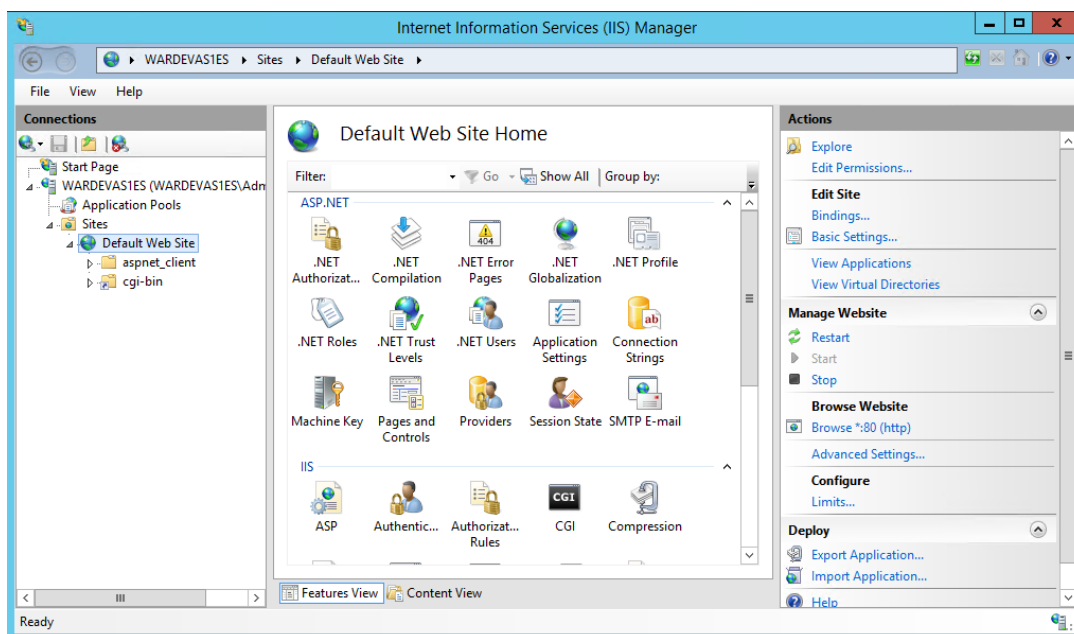 Internet Information Services (IIS) Manager
WARDEVAS1ES Sites Default Web Site
File View Help
Connections
Start Page
WARDEVAS1ES (WARDEVAS1ES\Adm
Application Pools
Sites
Default Web Site
aspnet_client
cgi-bin
Default Web Site Home
Filter: Go Show All Group by:
ASP.NET
.NET Authorizat...
.NET Compilation
404
.NET Error Pages
.NET Globalization
.NET Profile
.NET Roles
.NET Trust Levels
.NET Users
Application Settings
ab
Connection Strings
Machine Key
Pages and Controls
Providers
Session State
SMTP E-mail
IIS
ASP
Authentic...
Authorizat... Rules
CGI
CGI
Compression
Features View Content View
Actions
Explore
Edit Permissions...
Edit Site
Bindings...
Basic Settings...
View Applications
View Virtual Directories
Manage Website
Restart
Start
Stop
Browse Website
Browse *:80 (http)
Advanced Settings...
Configure
Limits...
Deploy
Export Application...
Import Application...
Help
Ready